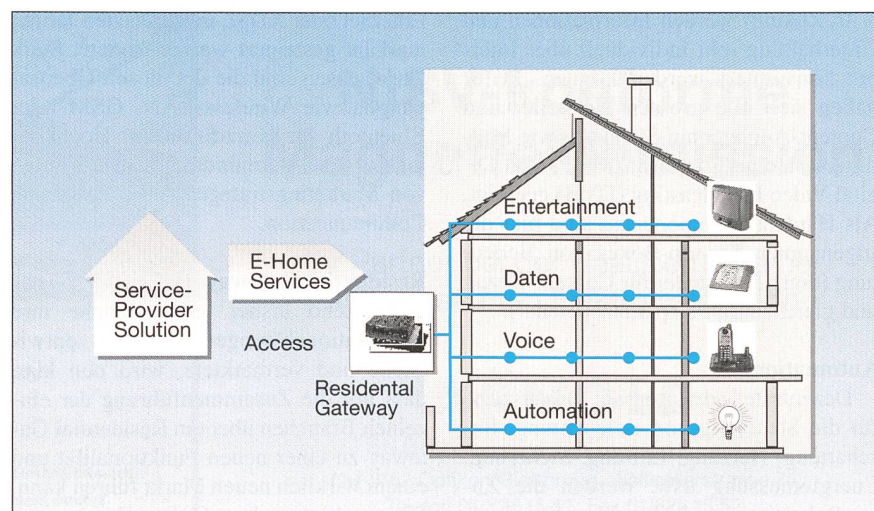 Service-
Provider
Solution
E-Home
Services
Access
Residental
Gateway
Entertainment
Daten
Voice
Automation